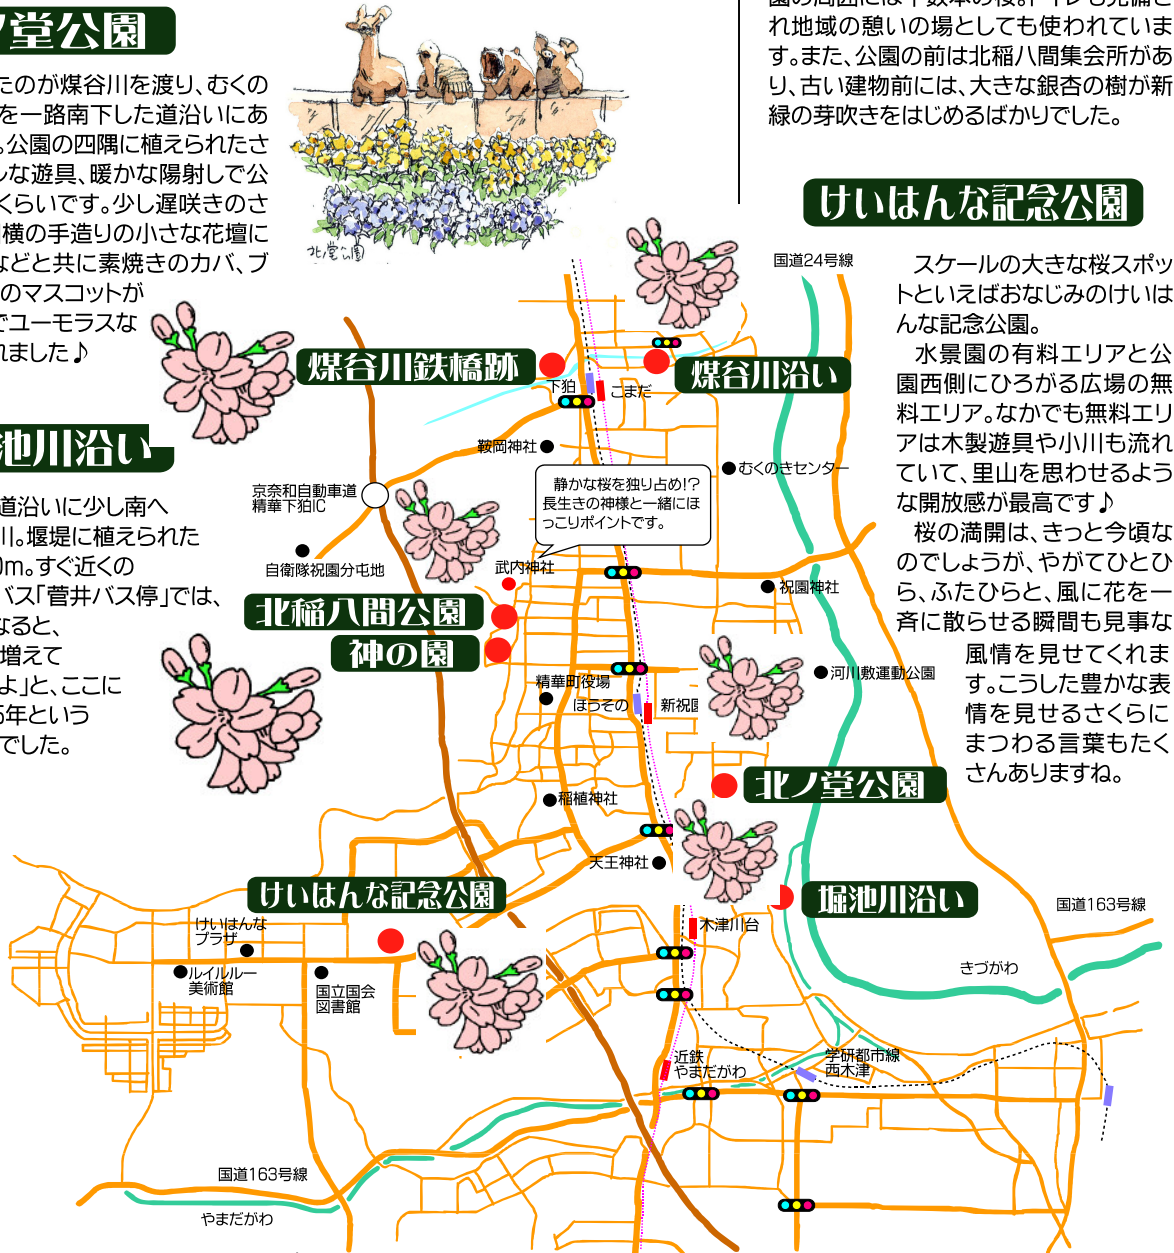 ノ堂公園
たのが煤谷川を渡り、むくの
を一路南下した道沿いにあ
。公園の四隅に植えられたさ
な遊具、暖かな陽射しで公
くらいです。少し遅咲きのさ
横の手造りの小さな花壇に
などと共に素焼きのカバ、ブ
のマスコットが
でユーモラスな
れました♪
北ノ堂公園
池川沿い
道沿いに少し南へ
川。堰堤に植えられた
0m。すぐ近くの
バス「菅井バス停」では、
なると、
増えて
よ」と、ここに
5年という
でした。
園の周囲には十数本の桜。トイレも完備さ
れ地域の憩いの場としても使われていま
す。また、公園の前は北稲八間集会所があ
り、古い建物前には、大きな銀杏の樹が新
緑の芽吹きをはじめるばかりでした。
けいはんな記念公園
スケールの大きな桜スポッ
トといえばおなじみのけいは
んな記念公園。
水景園の有料エリアと公
園西側にひろがる広場の無
料エリア。なかでも無料エリ
アは木製遊具や小川も流れ
ていて、里山を思わせるよう
な開放感が最高です♪
桜の満開は、きっと今頃な
のでしょうが、やがてひとひ
ら、ふたひらと、風に花を一
斉に散らせる瞬間も見事な
風情を見せてくれま
す。こうした豊かな表
情を見せるさくらに
まつわる言葉もたく
さんありますね。
国道24号線
煤谷川鉄橋跡
煤谷川沿い
下狛
こまだ
鞍岡神社
むくのきセンター
京奈和自動車道
精華下狛IC
静かな桜を独り占め!?
長生きの神様と一緒にほ
っこりポイントです。
自衛隊祝園分屯地
武内神社
祝園神社
北稲八間公園
神の園
精華町役場
河川敷運動公園
ほうその
新祝園
北ノ堂公園
稲植神社
天王神社
けいはんな記念公園
堀池川沿い
国道163号線
けいはんな
プラザ
木津川台
ルイルルー
美術館
国立国会
図書館
きづがわ
近鉄
やまだがわ
学研都市線
西木津
国道163号線
やまだがわ